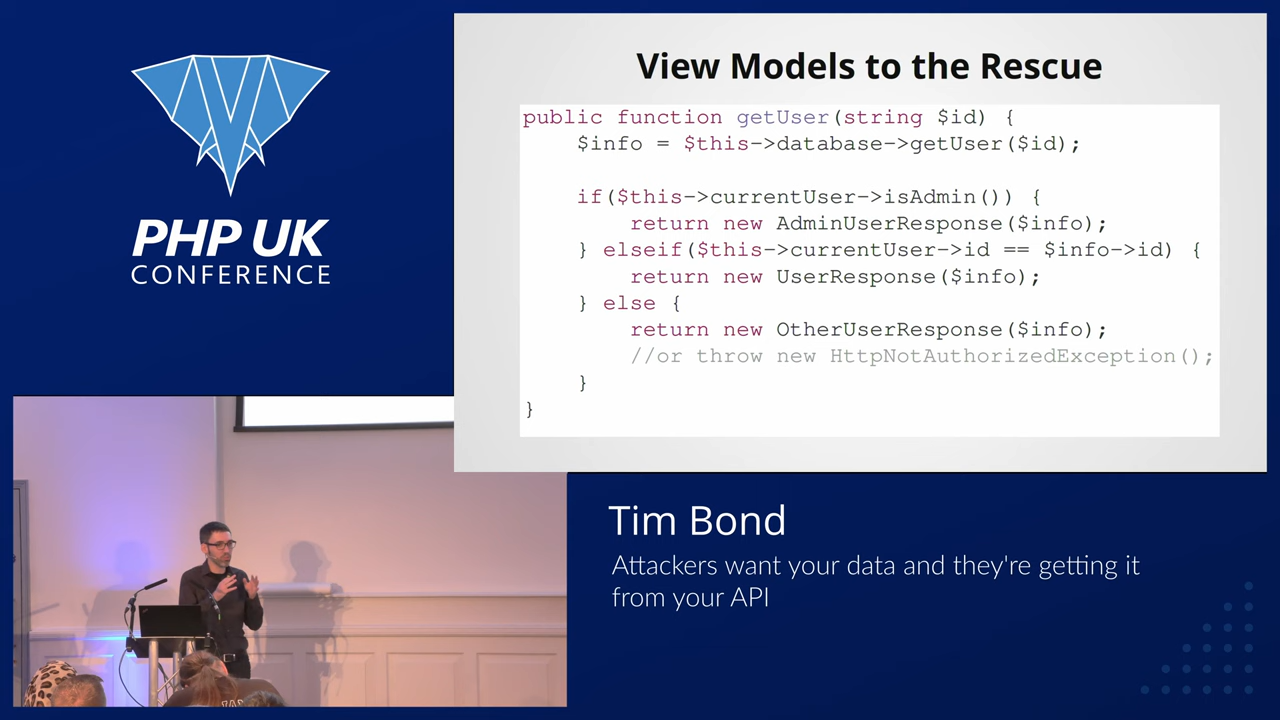 PHP UK
CONFERENCE
View Models to the Rescue
public function getUser(string $id) {
    $info = $this->database->getUser($id);

    if($this->currentUser->isAdmin()) {
        return new AdminUserResponse($info);
    } elseif($this->currentUser->id == $info->id) {
        return new UserResponse($info);
    } else {
        return new OtherUserResponse($info);
        //or throw new HttpNotAuthorizedException();
    }
}
Tim Bond
Attackers want your data and they're getting it
from your API